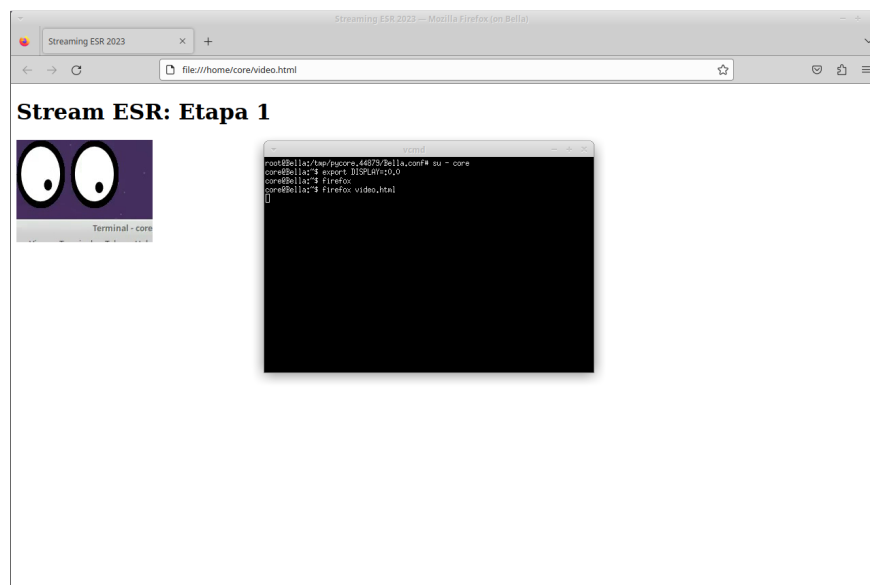 Streaming ESR 2023 — Mozilla Firefox (on Bella)
Streaming ESR 2023
file:///home/core/video.html
Stream ESR: Etapa 1
Terminal - core
vcmd
root@Bella:/tmp/pycore.44879/Bella.conf# su - core
core@Bella:~$ export DISPLAY=:0.0
core@Bella:~$ firefox
core@Bella:~$ firefox video.html